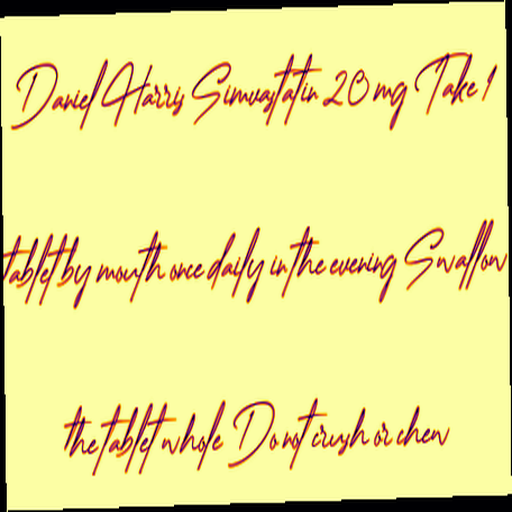 Daniel Harris Simvastatin 20 mg Take 1
tablet by mouth once daily in the evening Swallow
the tablet whole Do not crush or chew